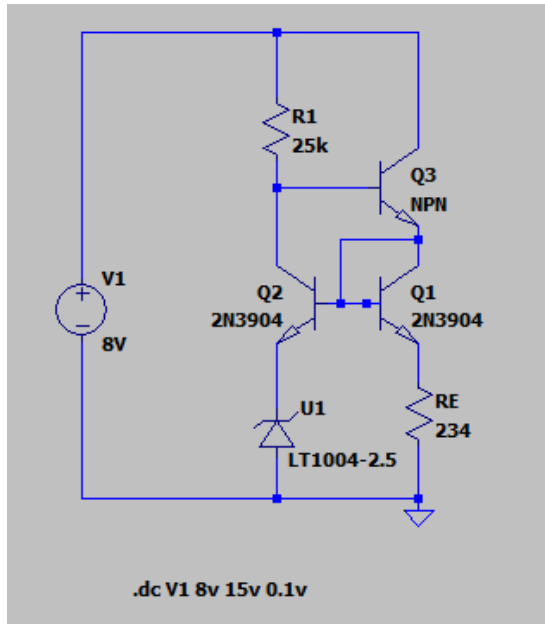 R1
25k
Q3
NPN
V1
8V
Q2
2N3904
Q1
2N3904
U1
LT1004-2.5
RE
234
.dc V1 8v 15v 0.1v